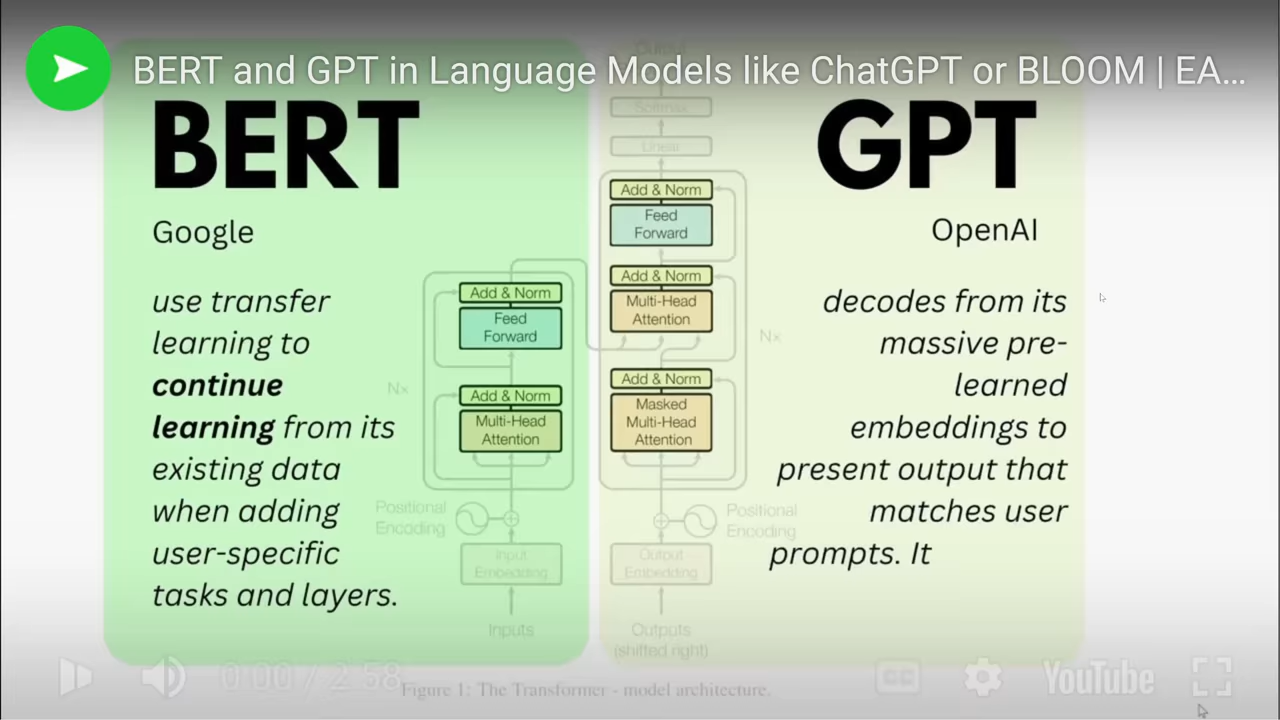 BERT and GPT in Language Models like ChatGPT or BLOOM | EA...
BERT
Google
use transfer
learning to
continue
learning from its
existing data
when adding
user-specific
tasks and layers.
Add & Norm
Feed
Forward
Nx
Add & Norm
Multi-Head
Attention
Positional
Encoding
Input
Embedding
Inputs
Output
Softmax
Linear
Add & Norm
Feed
Forward
Add & Norm
Multi-Head
Attention
Nx
Add & Norm
Masked
Multi-Head
Attention
Positional
Encoding
Output
Embedding
Outputs
(shifted right)
GPT
OpenAI
decodes from its
massive pre-
learned
embeddings to
present output that
matches user
prompts. It
0:00 / 2:58
Figure 1: The Transformer - model architecture.
CC
YouTube